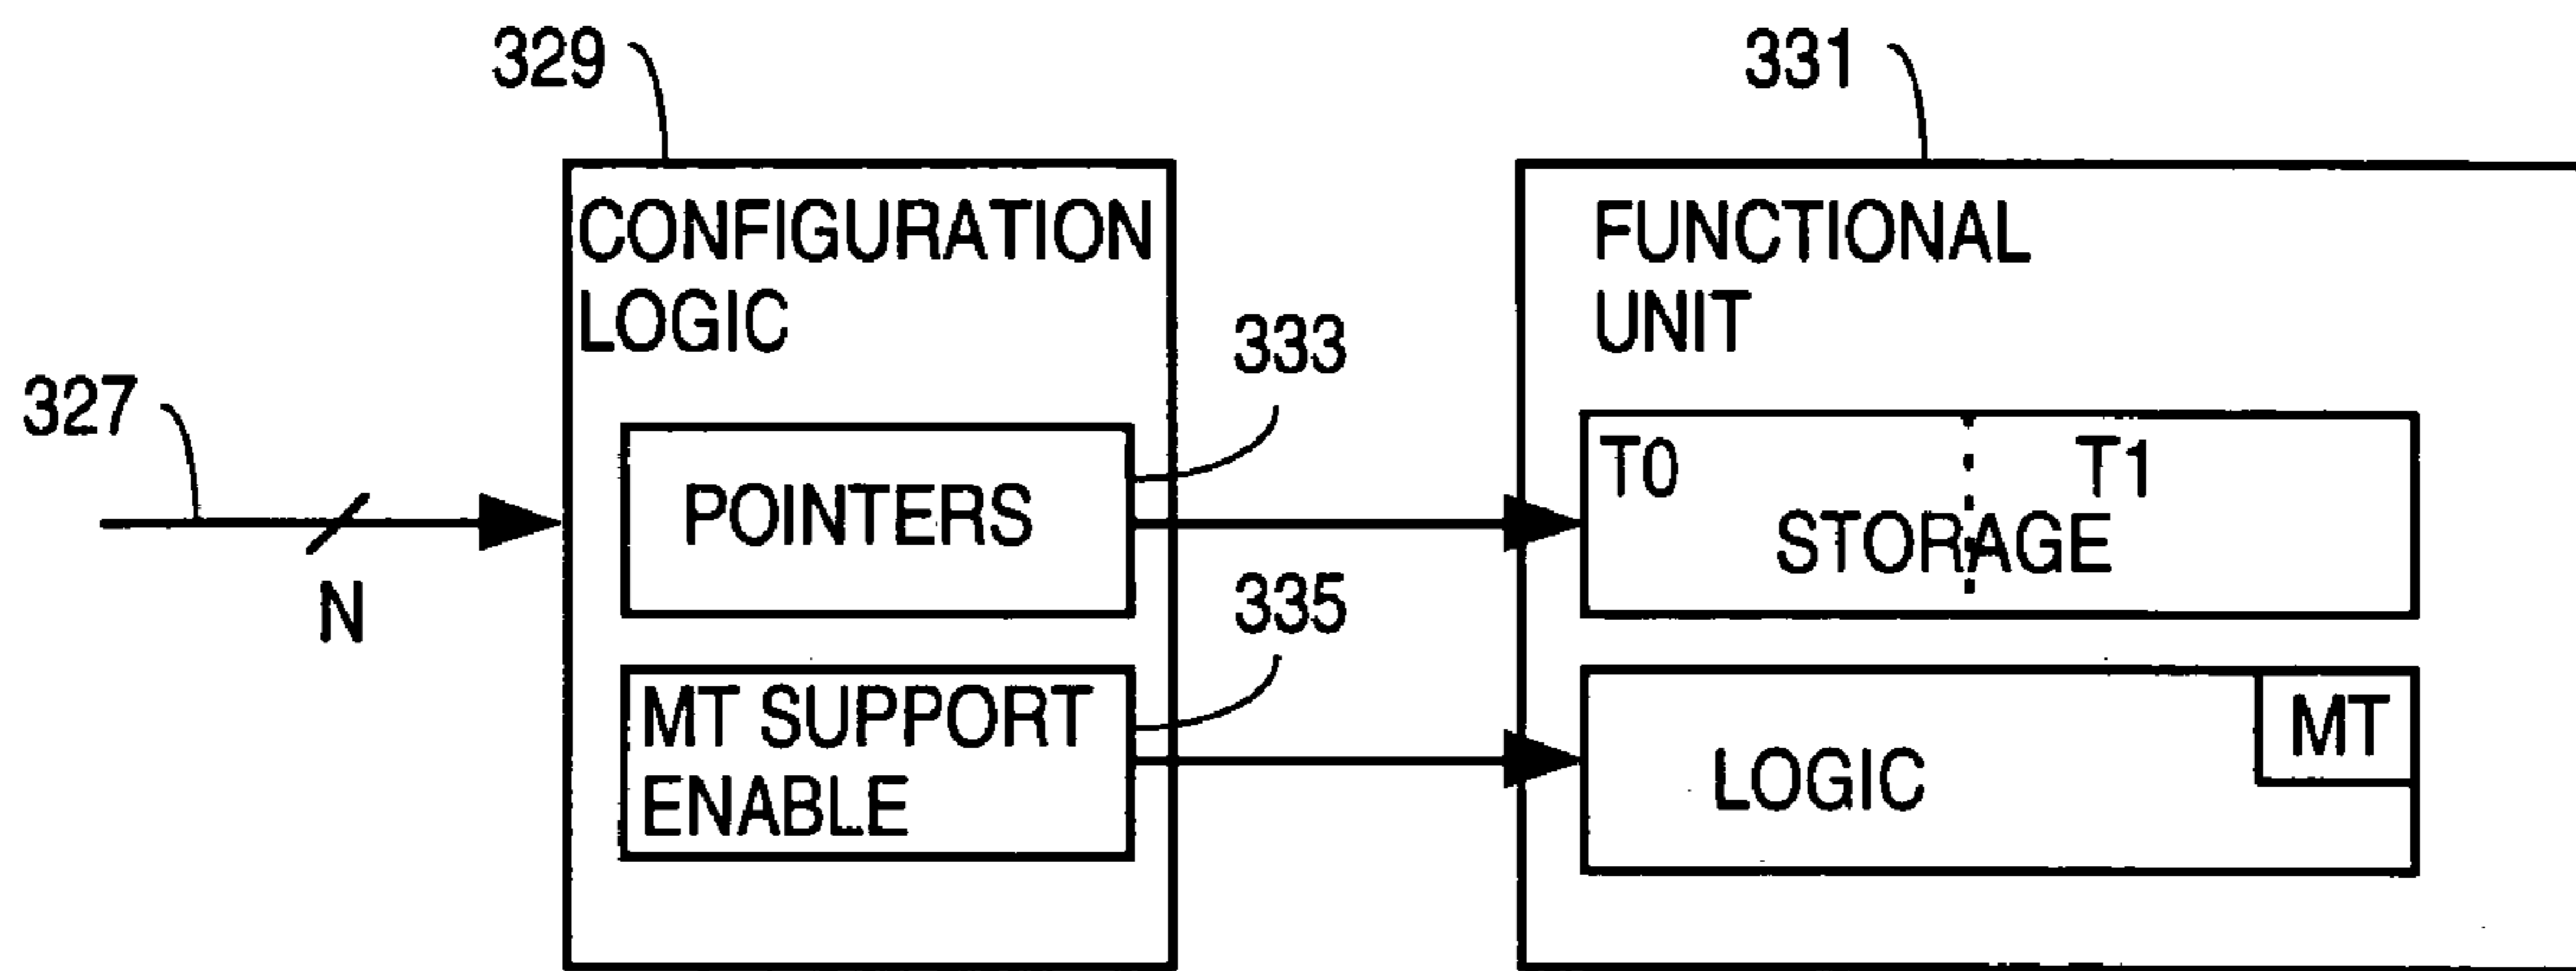 329
331
CONFIGURATION
LOGIC
FUNCTIONAL
UNIT
333
327
POINTERS
T0
T1
STORAGE
N
335
MT SUPPORT
ENABLE
MT
LOGIC